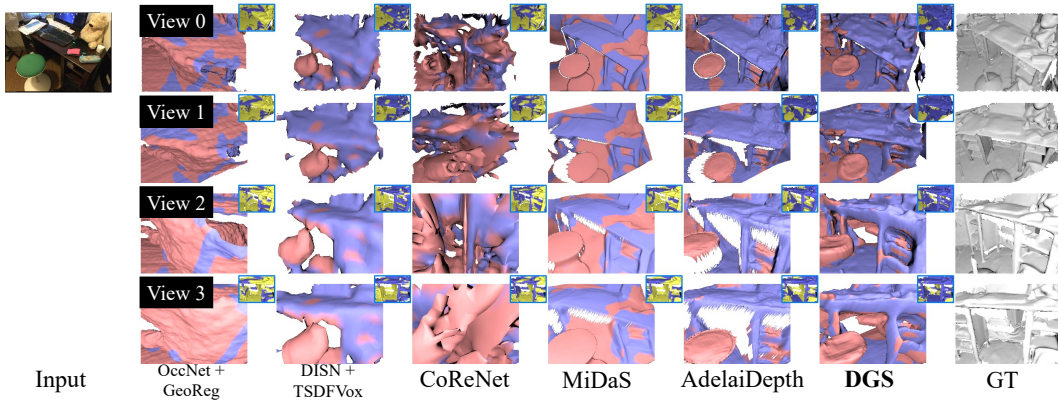 View 0
View 1
View 2
View 3
Input
OccNet +
GeoReg
DISN +
TSDFVox
CoReNet
MiDaS
AdelaiDepth
DGS
GT